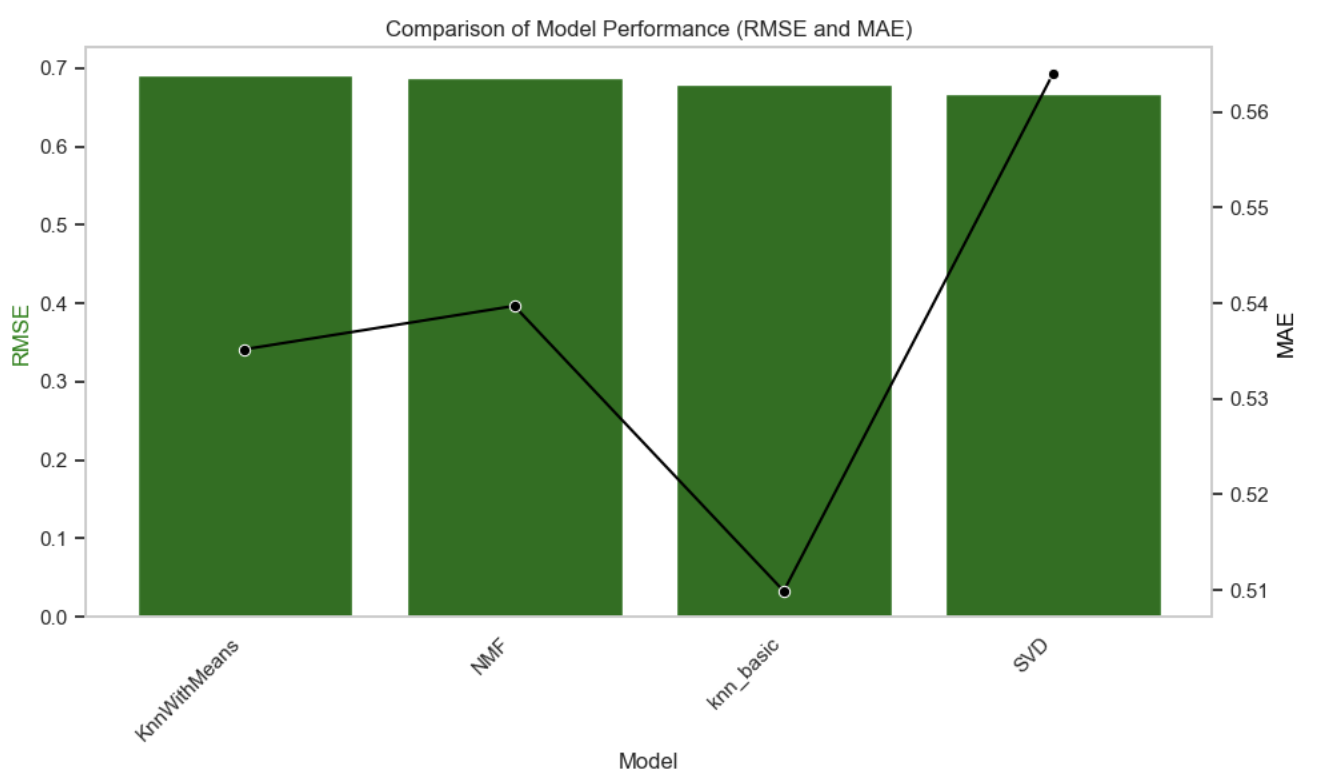 Comparison of Model Performance (RMSE and MAE)
RMSE
0.7
0.6
0.5
0.4
0.3
0.2
0.1
0.0
0.56
0.55
0.54
0.53
0.52
0.51
MAE
KnnWithMeans
NMF
knn_basic
SVD
Model